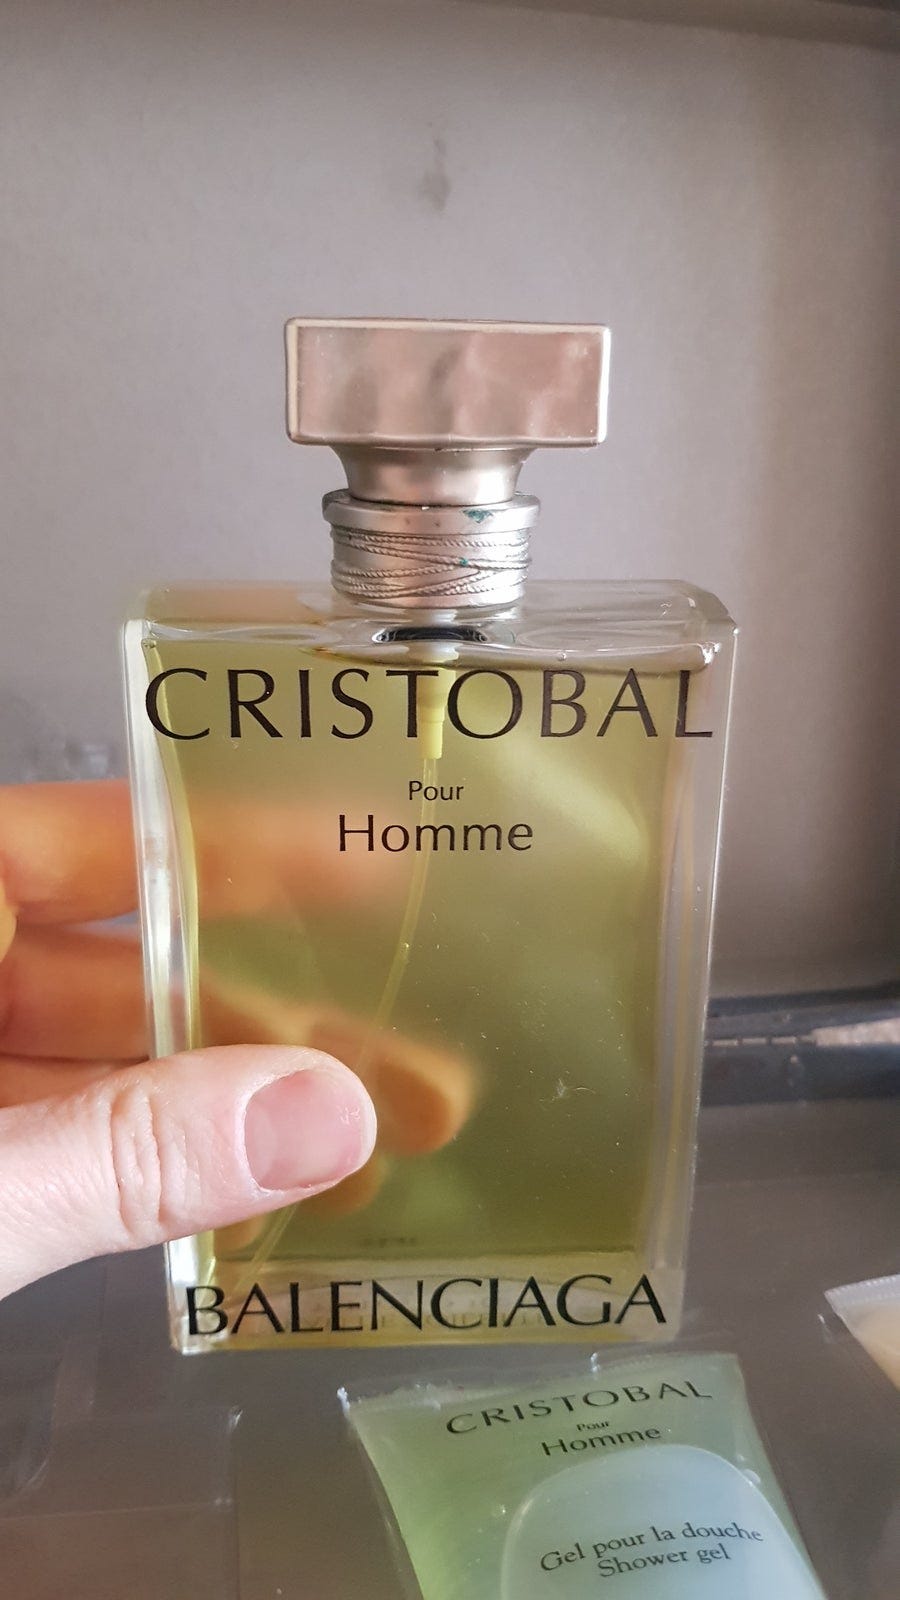 CRISTOBAL
Pour
Homme
BALENCIAGA
CRISTOBAL
Pour
Homme
Gel pour la douche
Shower gel